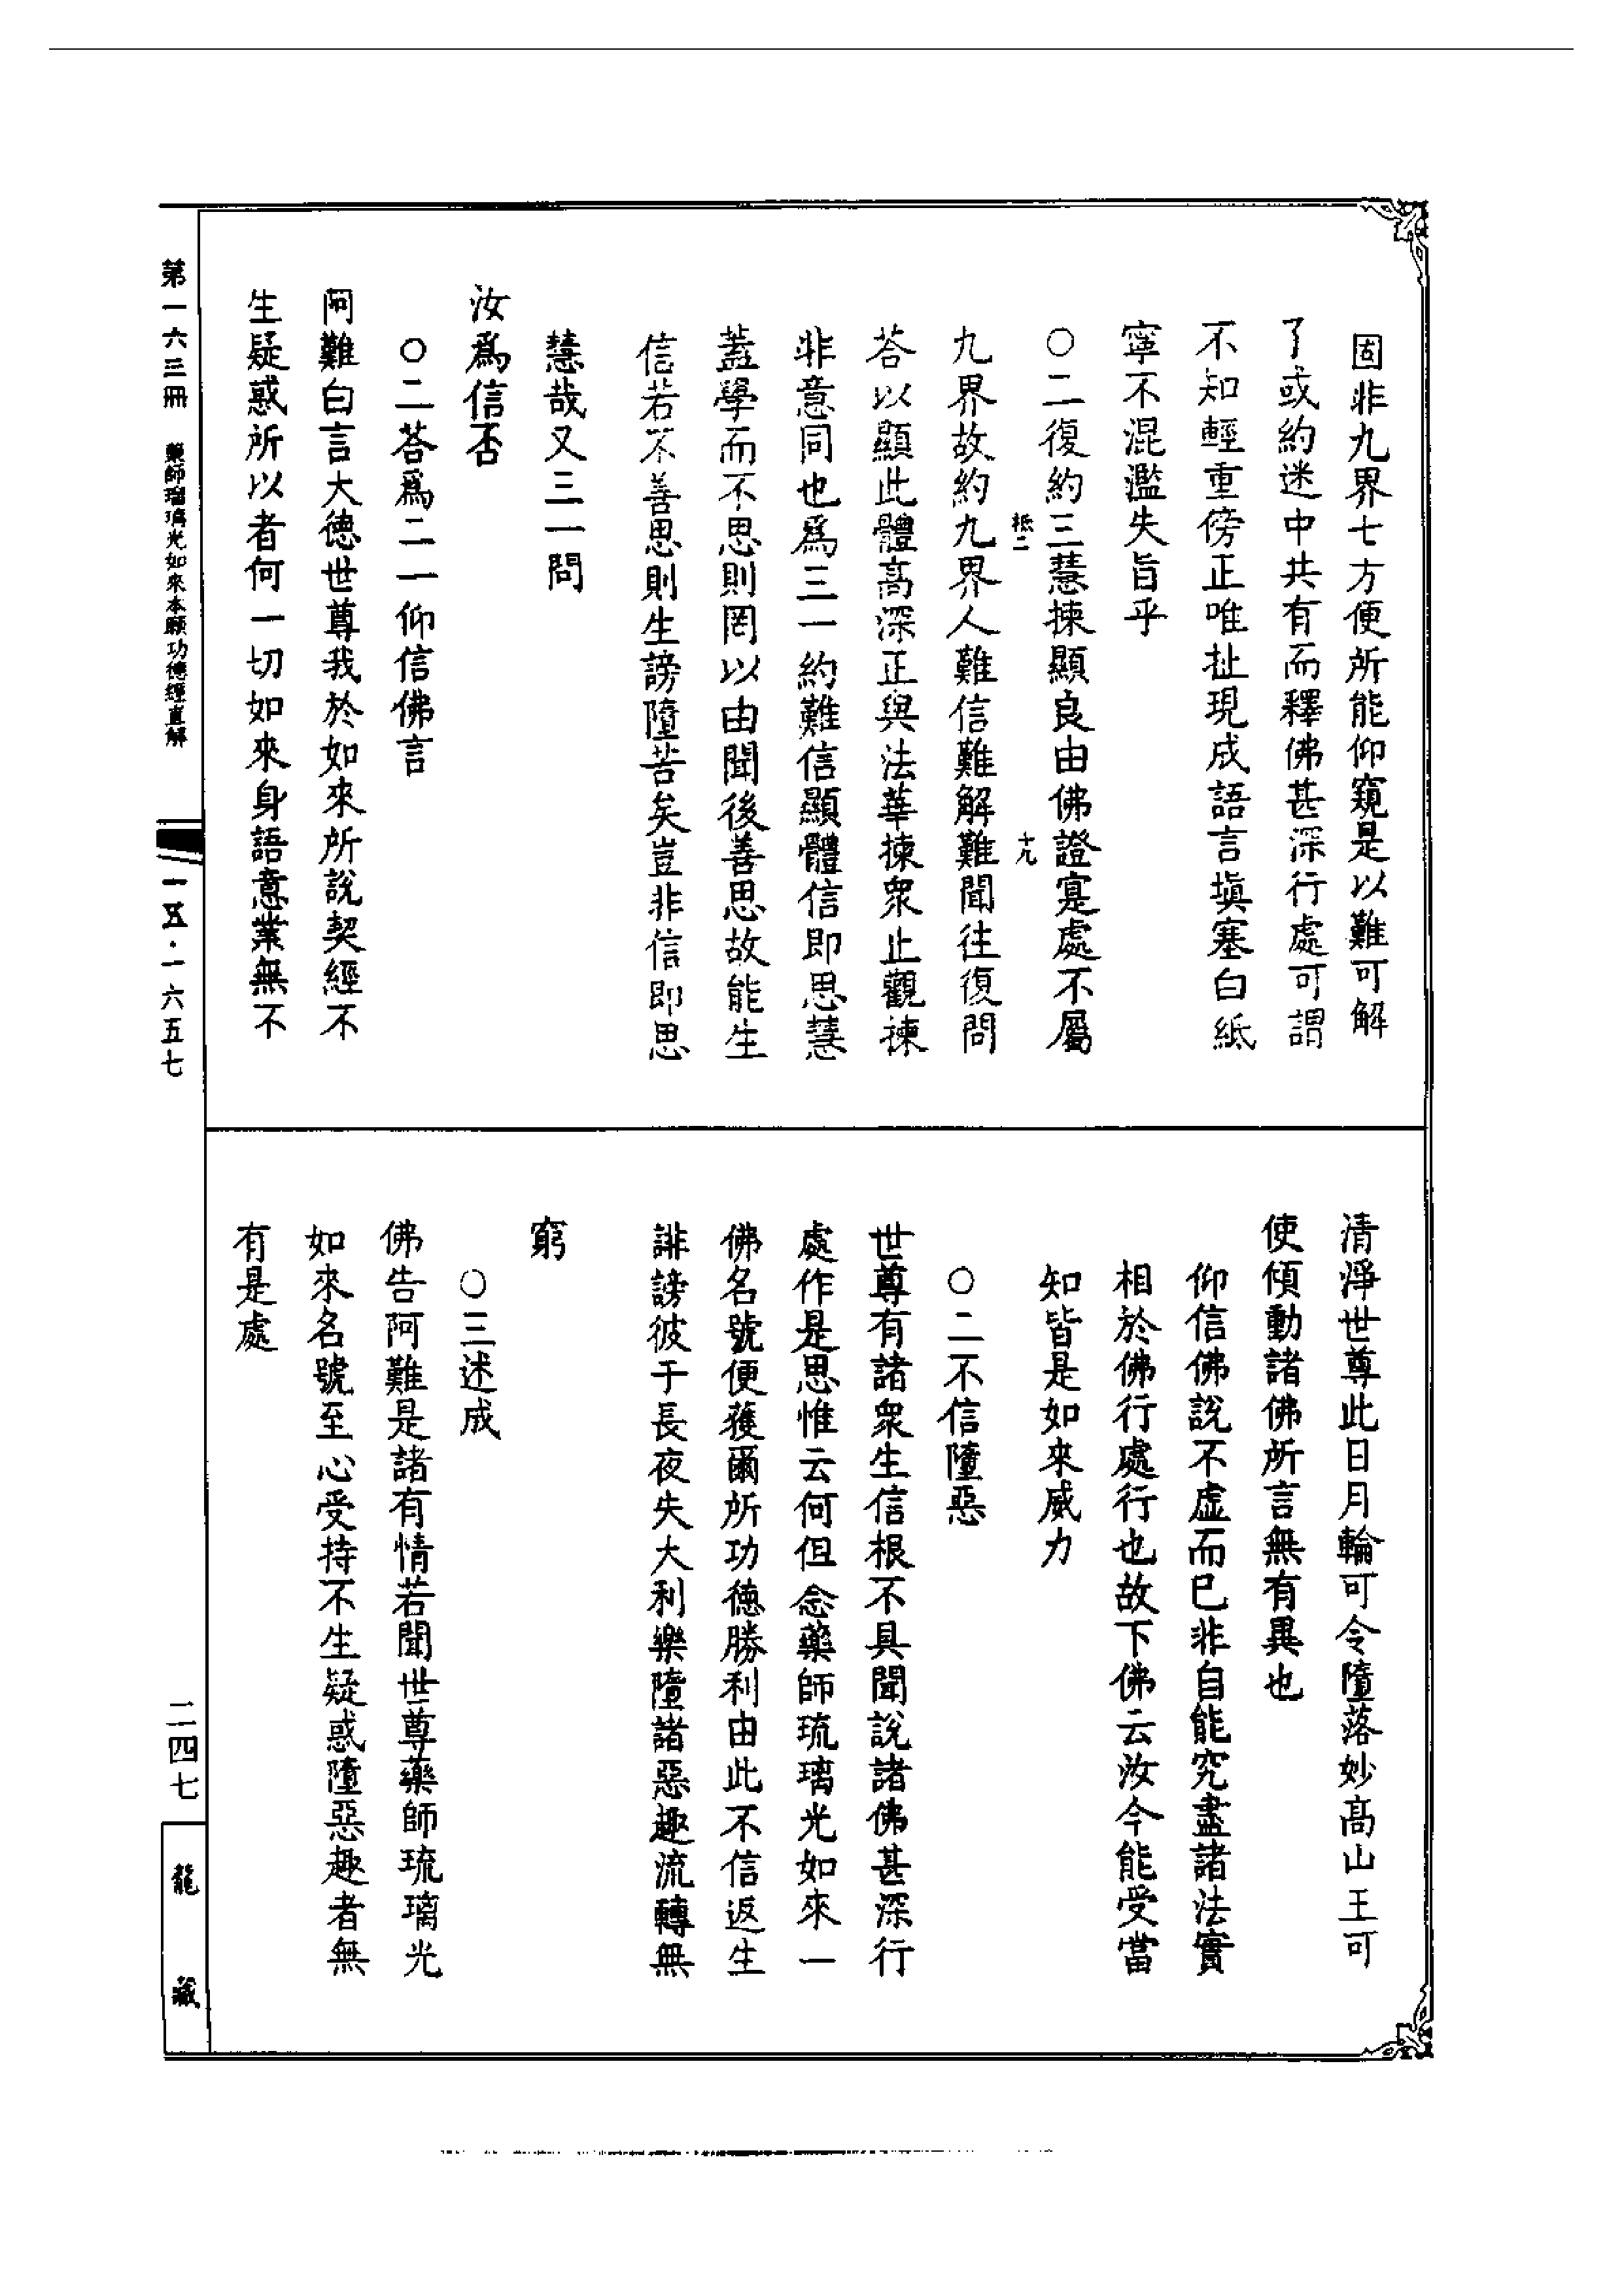 固非九界七方便所能仰窺是以難可解
了或約迷中共有而釋佛甚深行處可謂
不知輕重傍正唯扯現成語言塡塞白紙
寧不混濫失旨乎
○二復約三慧揀顯良由佛證寔處不屬
九界故約九界人難信難解難聞往復問
荅以顯此體高深正與法華揀衆止觀揀
非意同也爲三一約難信顯體信即思慧
蓋學而不思則罔以由聞後善思故能生
信若不善思則生謗墮苦矣豈非信即思
慧哉又三一問
汝爲信否
○二荅爲二一仰信佛言
阿難白言大德世尊我於如來所說契經不
生疑惑所以者何一切如來身語意業無不
清淨世尊此日月輪可令墮落妙高山王可
使傾動諸佛所言無有異也
仰信佛說不虛而已非自能究盡諸法實
相於佛行處行也故下佛云汝今能受當
知皆是如來威力
○二不信墮惡
世尊有諸衆生信根不具聞說諸佛甚深行
處作是思惟云何但念藥師琉璃光如來一
佛名號便獲爾所功德勝利由此不信返生
誹謗彼于長夜失大利樂墮諸惡趣流轉無
窮
○三述成
佛告阿難是諸有情若聞世尊藥師琉璃光
如來名號至心受持不生疑惑墮惡趣者無
有是處
第一六三冊
藥師瑠璃光如來本願功德經直解
一五·一六五七
二四七
龍藏
十九